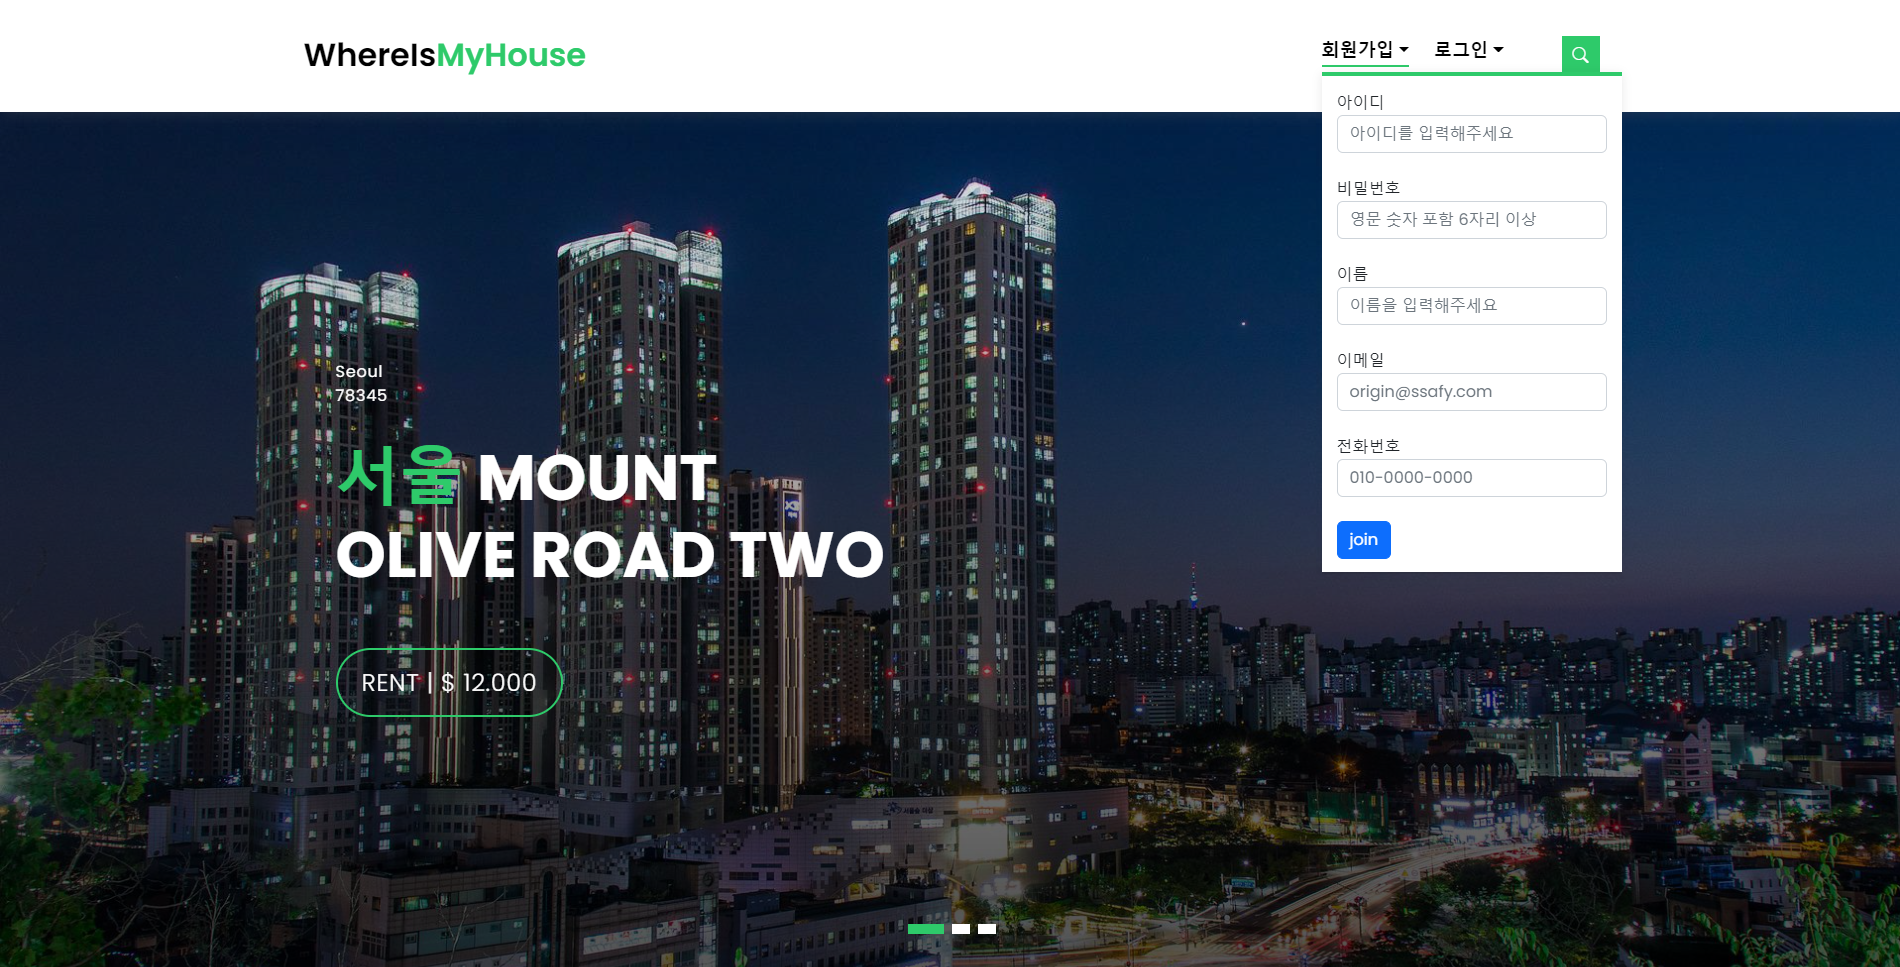 WhereIsMyHouse
회원가입 로그인
아이디
아이디를 입력해주세요
비밀번호
영문 숫자 포함 6자리 이상
이름
이름을 입력해주세요
이메일
origin@ssafy.com
전화번호
010-0000-0000
join
Seoul
78345
서울 MOUNT
OLIVE ROAD TWO
RENT | $ 12.000